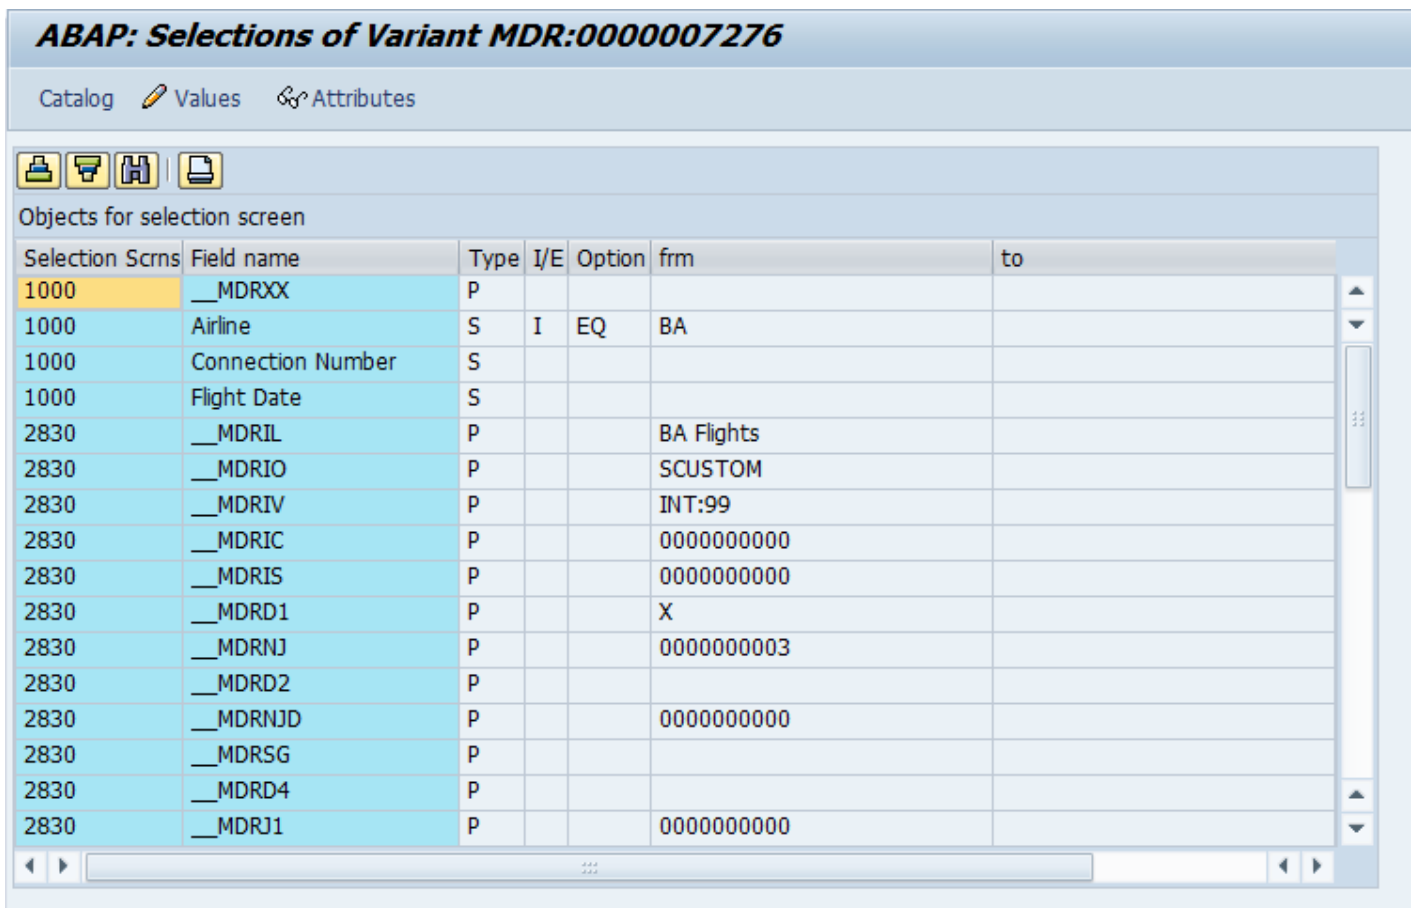 ABAP: Selections of Variant MDR:0000007276
Catalog Values Attributes
Objects for selection screen
Selection Scrns Field name Type I/E Option frm to
1000 __MDRXX P
1000 Airline S I EQ BA
1000 Connection Number S
1000 Flight Date S
2830 __MDRIL P BA Flights
2830 __MDRIO P SCUSTOM
2830 __MDRIV P INT:99
2830 __MDRIC P 0000000000
2830 __MDRIS P 0000000000
2830 __MDRD1 P X
2830 __MDRNJ P 0000000003
2830 __MDRD2 P
2830 __MDRNJD P 0000000000
2830 __MDRSG P
2830 __MDRD4 P
2830 __MDRJ1 P 0000000000